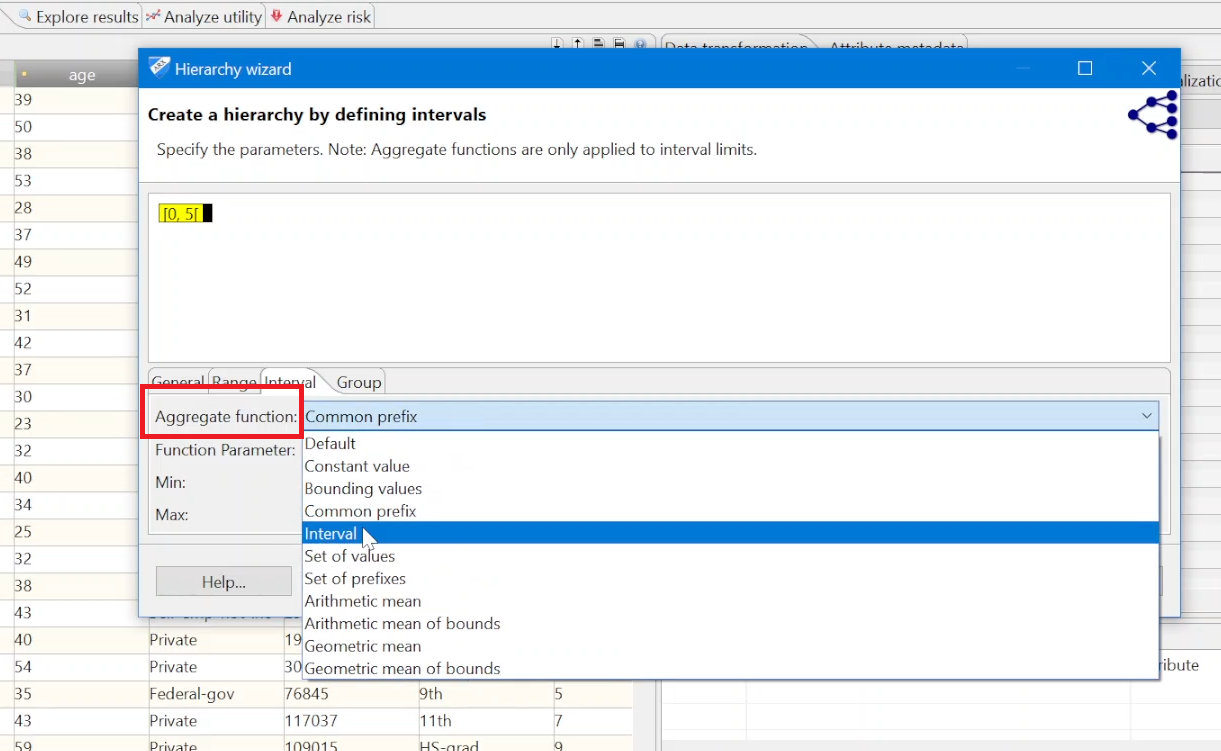 Explore results Analyze utility Analyze risk
Data transformation Attribute metadata
age
Hierarchy wizard
Create a hierarchy by defining intervals
Specify the parameters. Note: Aggregate functions are only applied to interval limits.
[0, 5[
General Range Interval Group
Aggregate function: Common prefix
Function Parameter: Default
Constant value
Min: Bounding values
Max: Common prefix
Interval
Set of values
Help... Set of prefixes
Arithmetic mean
Arithmetic mean of bounds
Geometric mean
Geometric mean of bounds
39
50
38
53
28
37
49
52
31
42
37
30
23
32
40
34
25
32
38
43
40 Private 19
54 Private 30 ribute
35 Federal-gov 76845 9th 5
43 Private 117037 11th 7
59 Private 109015 HS-grad 9